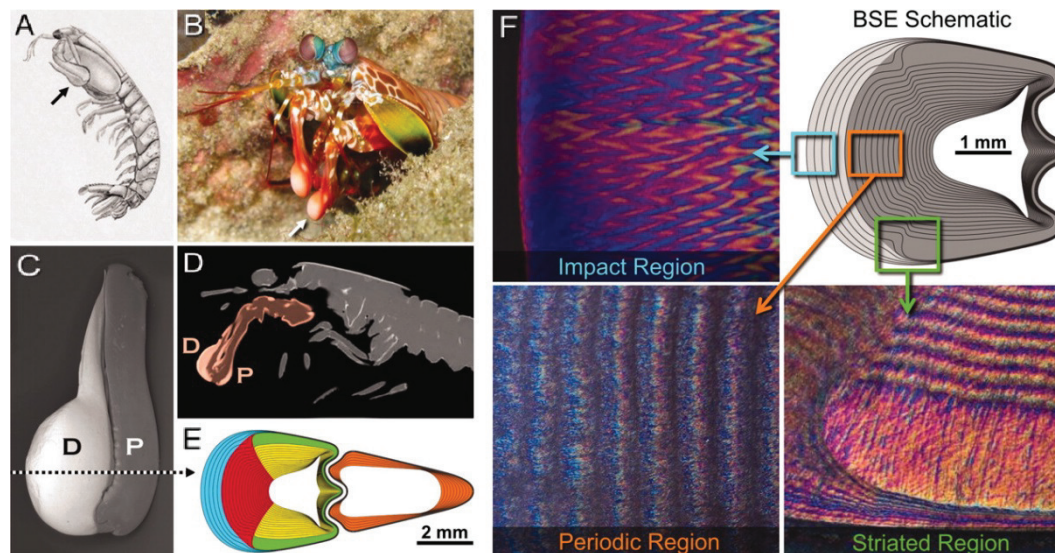 A
B
F
BSE Schematic
1 mm
Impact Region
C
D
P
D
D
P
E
2 mm
Periodic Region
Striated Region